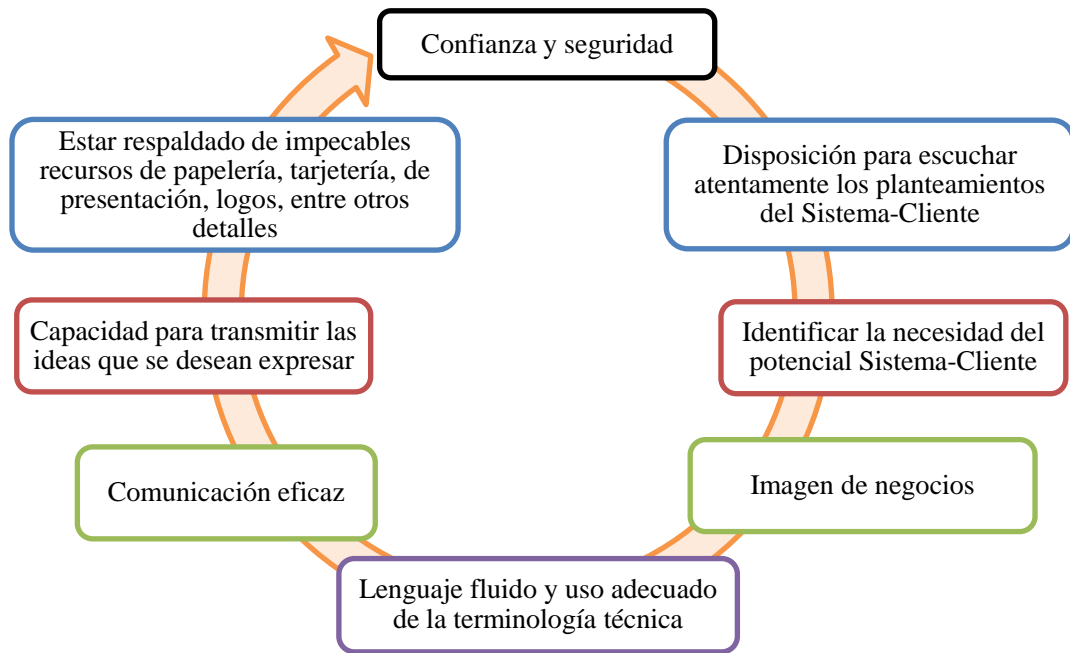 Confianza y seguridad
Disposición para escuchar
atentamente los planteamientos
del Sistema-Cliente
Identificar la necesidad del
potencial Sistema-Cliente
Imagen de negocios
Lenguaje fluido y uso adecuado
de la terminología técnica
Comunicación eficaz
Capacidad para transmitir las
ideas que se desean expresar
Estar respaldado de impecables
recursos de papelería, tarjetería, de
presentación, logos, entre otros
detalles